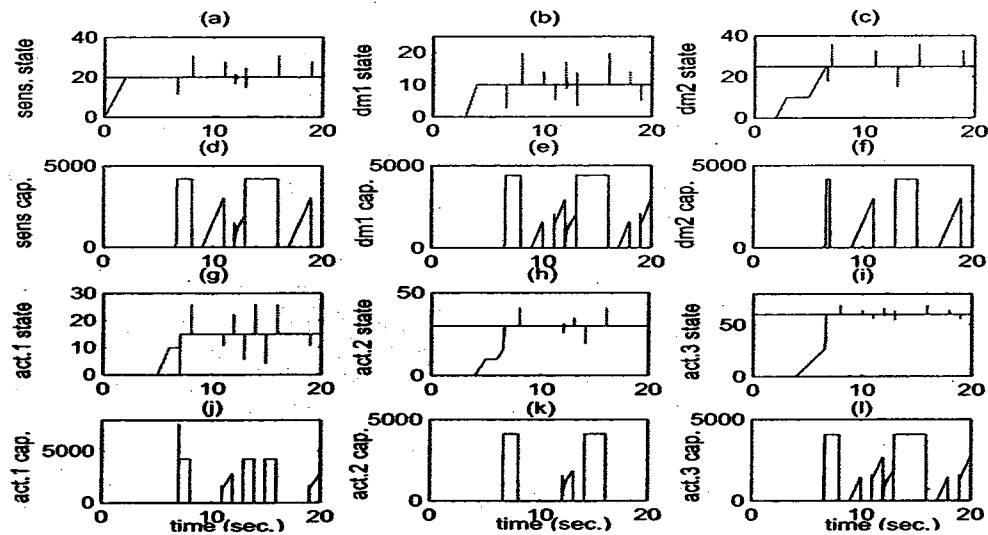 (a) (b) (c)
sens. state 40 20 0 0 10 20
dm1 state 20 10 0 0 10 20
dm2 state 40 20 0 0 10 20
(d) (e) (f)
sens cap. 5000 0 0 10 20
dm1 cap. 5000 0 0 10 20
dm2 cap. 5000 0 0 10 20
(g) (h) (i)
act.1 state 30 20 10 0 0 10 20
act.2 state 50 0 0 10 20
act.3 state 50 0 0 10 20
(j) (k) (l)
act.1 cap. 5000 0 0 10 20
act.2 cap. 5000 0 0 10 20
act.3 cap. 5000 0 0 10 20
time (sec.) time (sec.) time (sec.)